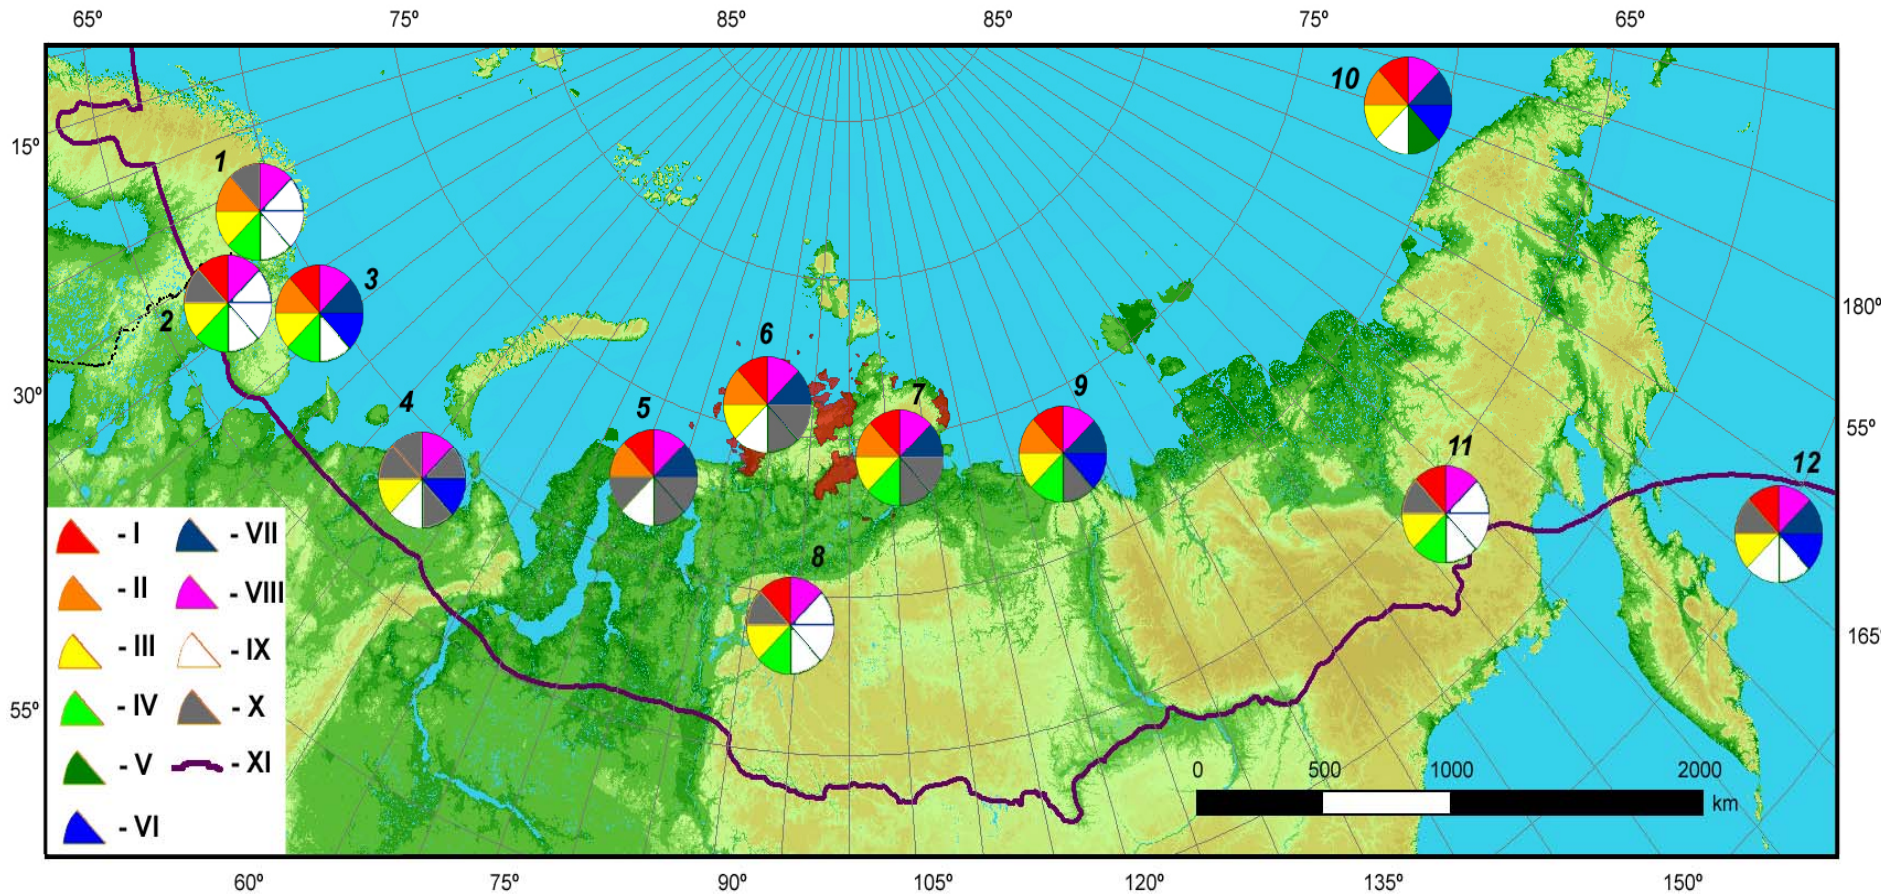 65º 75º 85º 85º 75º 65º
10
15º
1
3
2
180º
6
30º
4
5
7
9
55º
11
12
- I - VII
- II - VIII
8
- III - IX
165º
- IV - X
55º
- V - XI
0 500 1000 2000
km
- VI
60º 75º 90º 105º 120º 135º 150º